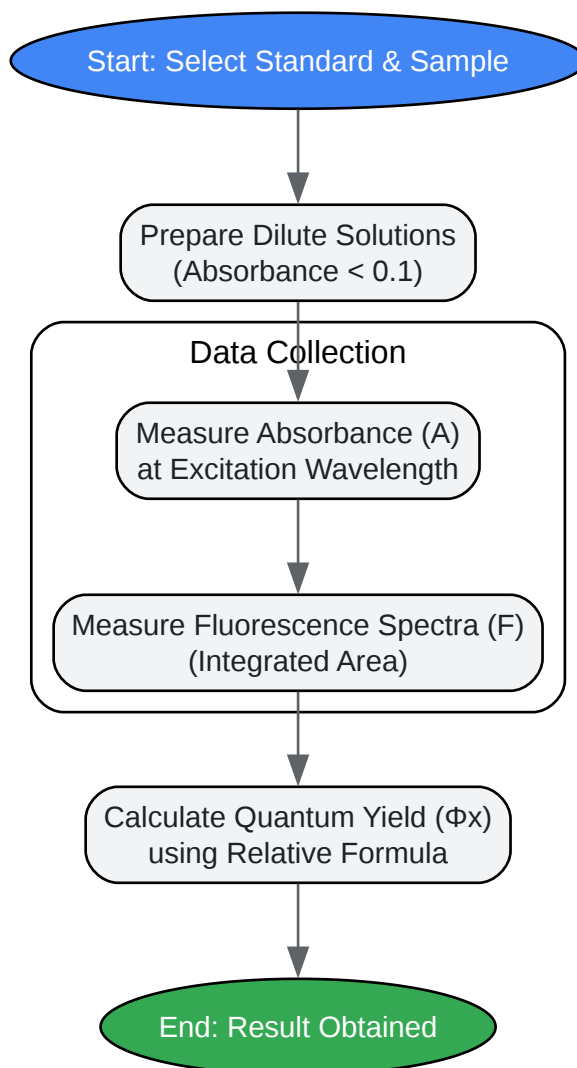 Start: Select Standard & Sample
Prepare Dilute Solutions
(Absorbance < 0.1)
Data Collection
Measure Absorbance (A)
at Excitation Wavelength
Measure Fluorescence Spectra (F)
(Integrated Area)
Calculate Quantum Yield (Φx)
using Relative Formula
End: Result Obtained